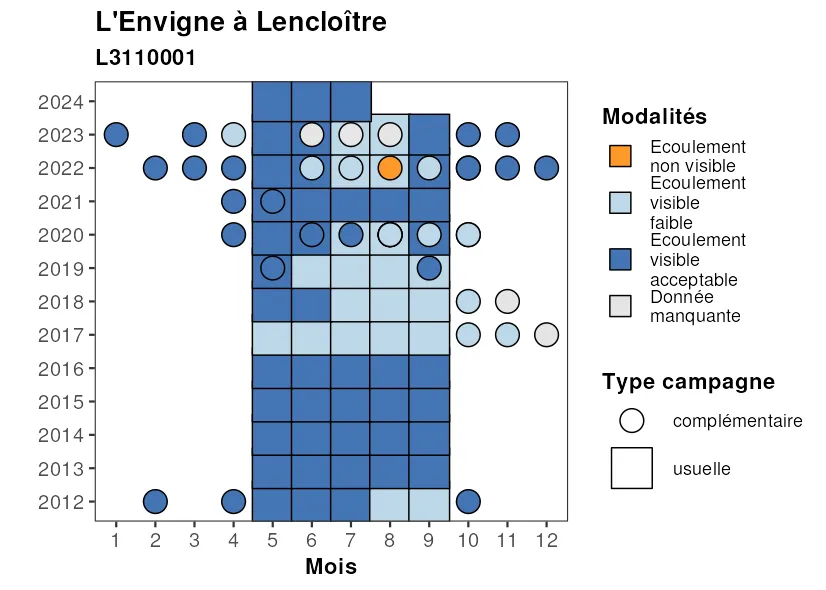 L'Envigne à Lencloître
L3110001
2024
2023
2022
2021
2020
2019
2018
2017
2016
2015
2014
2013
2012
1 2 3 4 5 6 7 8 9 10 11 12
Mois
Modalités
Ecoulement
non visible
Ecoulement
visible
faible
Ecoulement
visible
acceptable
Donnée
manquante
Type campagne
complémentaire
usuelle